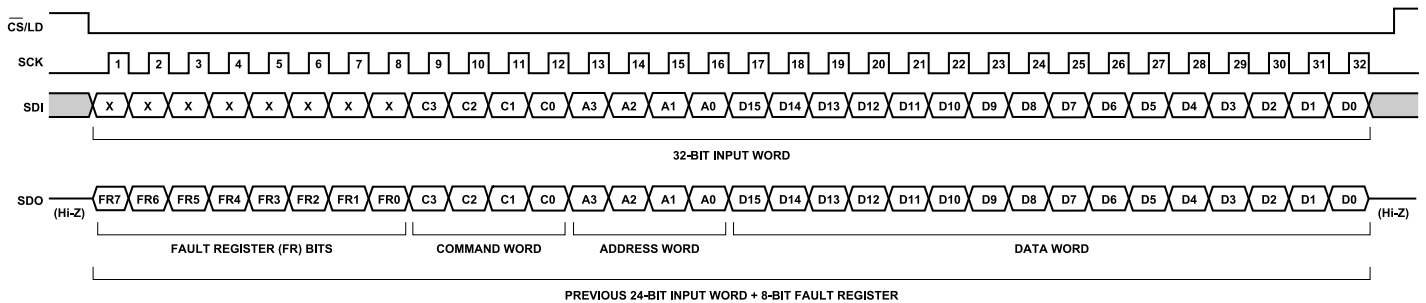 CS/LD
SCK 1 2 3 4 5 6 7 8 9 10 11 12 13 14 15 16 17 18 19 20 21 22 23 24 25 26 27 28 29 30 31 32
SDI X X X X X X X X C3 C2 C1 C0 A3 A2 A1 A0 D15 D14 D13 D12 D11 D10 D9 D8 D7 D6 D5 D4 D3 D2 D1 D0
32-BIT INPUT WORD
SDO FR7 FR6 FR5 FR4 FR3 FR2 FR1 FR0 C3 C2 C1 C0 A3 A2 A1 A0 D15 D14 D13 D12 D11 D10 D9 D8 D7 D6 D5 D4 D3 D2 D1 D0
(Hi-Z) (Hi-Z)
FAULT REGISTER (FR) BITS COMMAND WORD ADDRESS WORD DATA WORD
PREVIOUS 24-BIT INPUT WORD + 8-BIT FAULT REGISTER